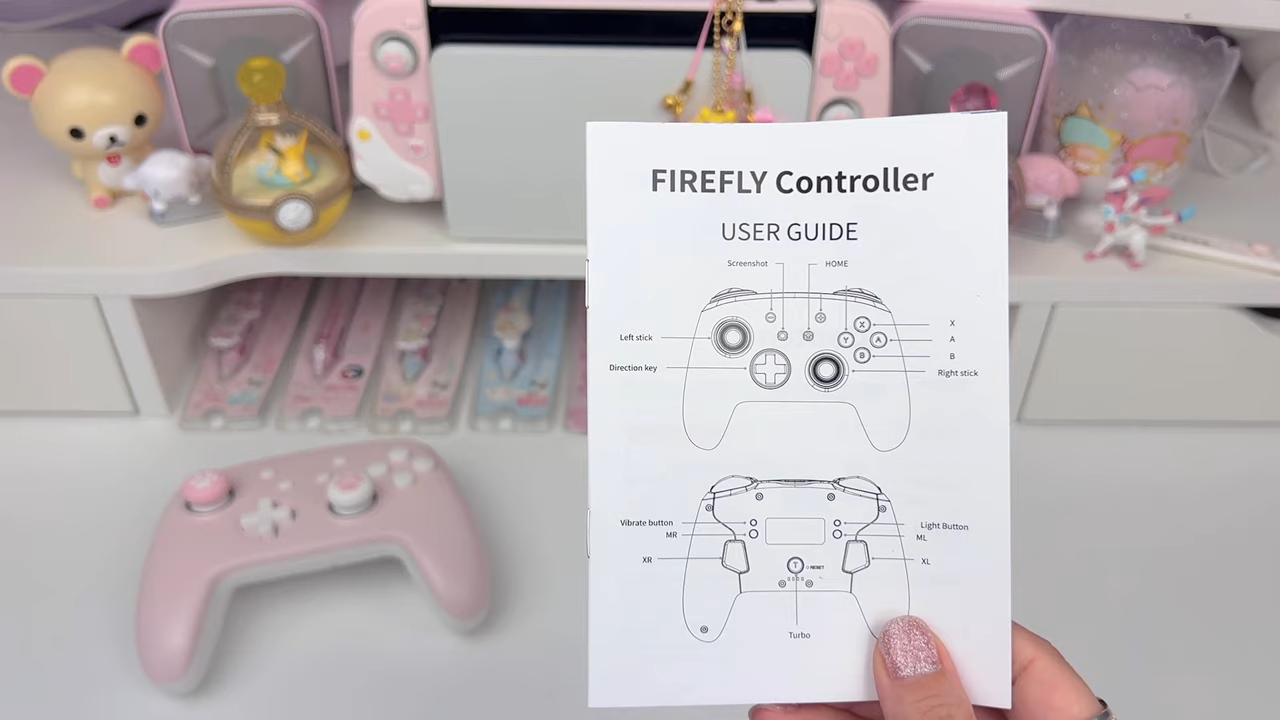 FIREFLY Controller
USER GUIDE
Screenshot HOME
X
Left stick Y A
B
Direction key Right stick
Vibrate button Light Button
MR ML
XR XL
T RESET
Turbo